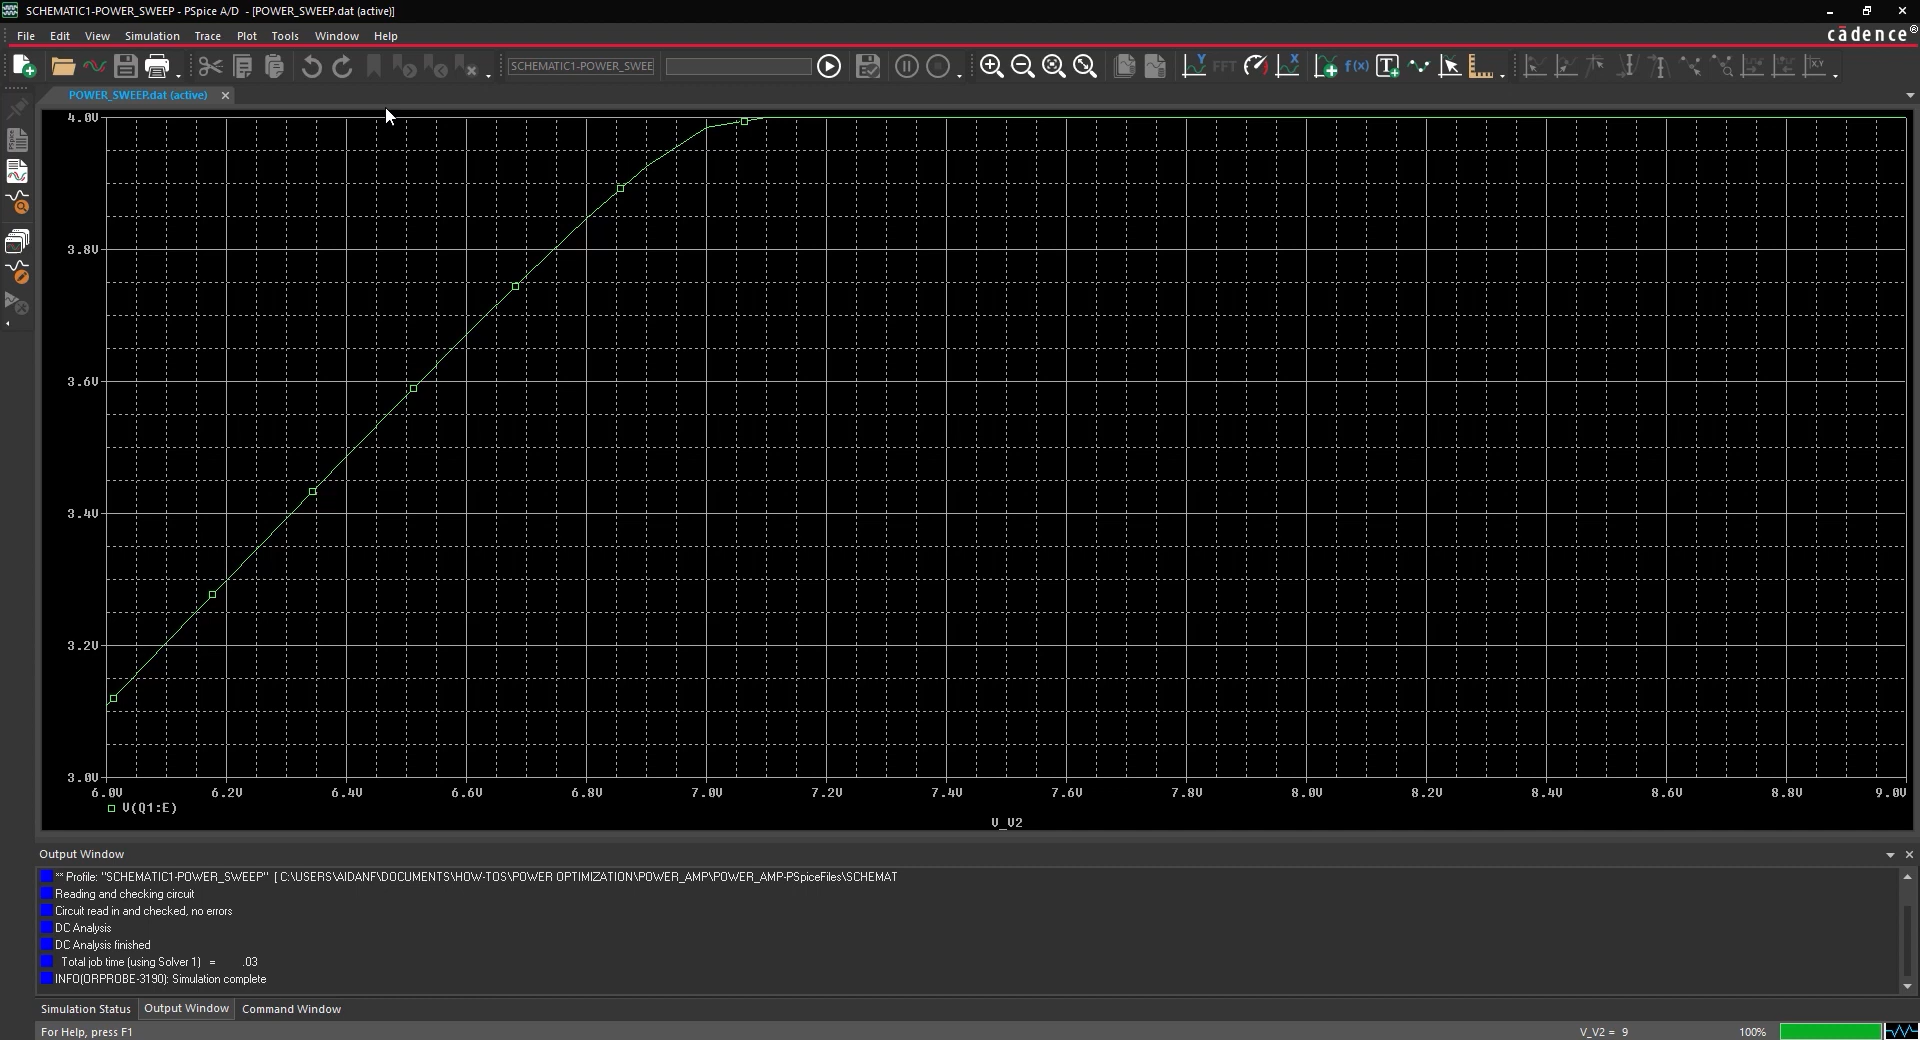 SCHEMATIC1-POWER_SWEEP - PSpice A/D - [POWER_SWEEP.dat (active)]
File Edit View Simulation Trace Plot Tools Window Help
cādence®
SCHEMATIC1-POWER_SWEE
FFT f(x) T Y X X,Y
POWER_SWEEP.dat (active)
4.0V
3.8V
3.6V
3.4V
3.2V
3.0V
6.0V 6.2V 6.4V 6.6V 6.8V 7.0V 7.2V 7.4V 7.6V 7.8V 8.0V 8.2V 8.4V 8.6V 8.8V 9.0V
V(Q1:E)
V_V2
Output Window
** Profile: "SCHEMATIC1-POWER_SWEEP" [ C:\USERS\AIDANF\DOCUMENTS\HOW-TOS\POWER OPTIMIZATION\POWER_AMP\POWER_AMP-PSpiceFiles\SCHEMAT
Reading and checking circuit
Circuit read in and checked, no errors
DC Analysis
DC Analysis finished
Total job time (using Solver 1) = .03
INFO(ORPROBE-3190): Simulation complete
Simulation Status Output Window Command Window
For Help, press F1 V_V2 = 9 100%